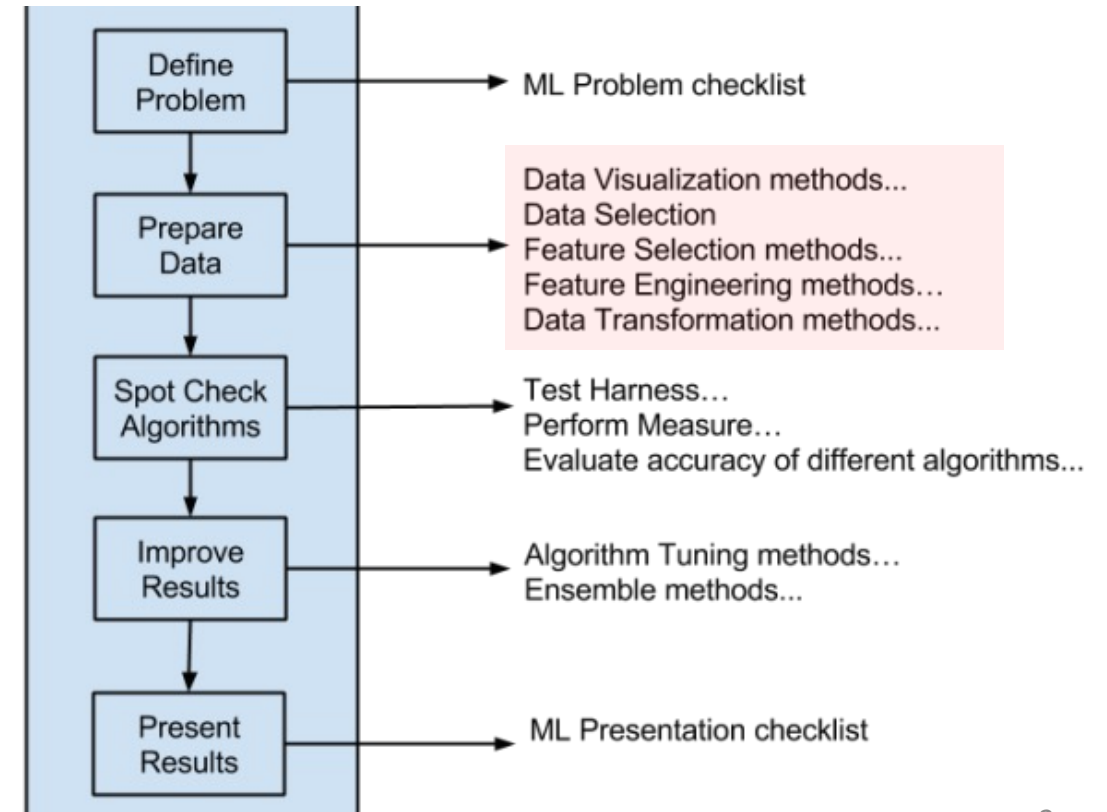 Define
Problem
ML Problem checklist
Prepare
Data
Data Visualization methods...
Data Selection
Feature Selection methods...
Feature Engineering methods…
Data Transformation methods...
Spot Check
Algorithms
Test Harness…
Perform Measure…
Evaluate accuracy of different algorithms...
Improve
Results
Algorithm Tuning methods…
Ensemble methods...
Present
Results
ML Presentation checklist